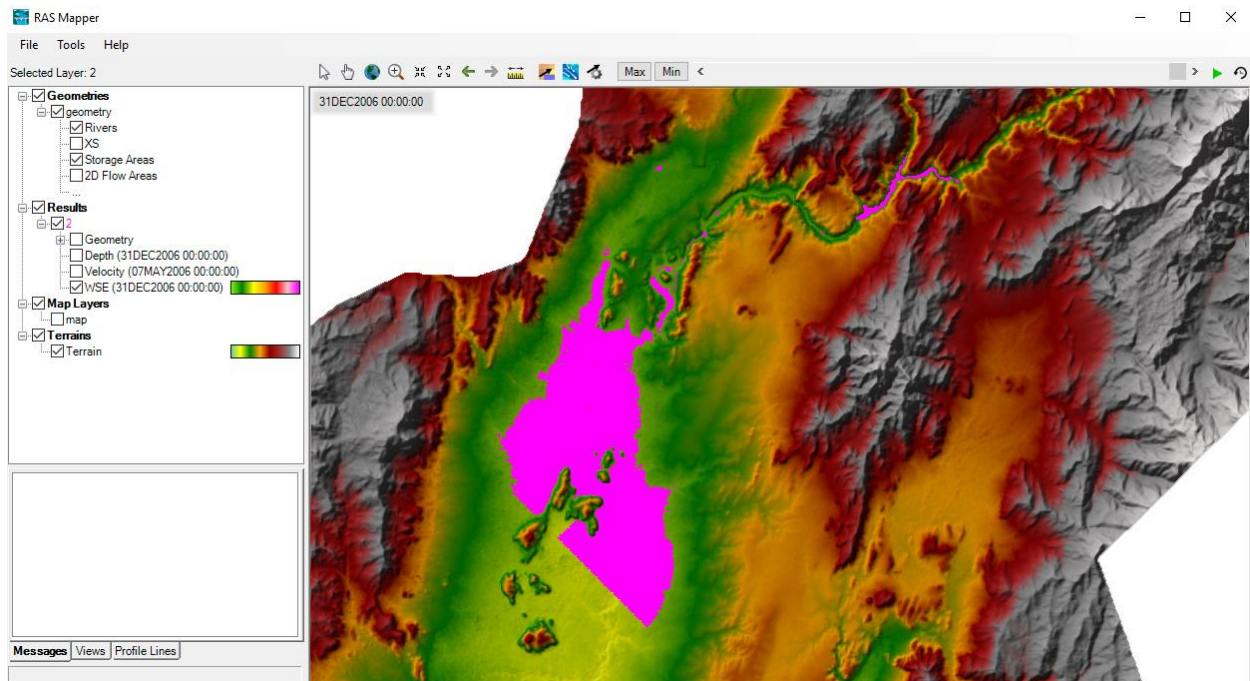 RAS Mapper
File Tools Help
Selected Layer: 2
Max Min <
>
Geometries
geometry
Rivers
XS
Storage Areas
2D Flow Areas
...
Results
2
Geometry
Depth (31DEC2006 00:00:00)
Velocity (07MAY2006 00:00:00)
WSE (31DEC2006 00:00:00)
Map Layers
map
Terrains
Terrain
31DEC2006 00:00:00
Messages Views Profile Lines